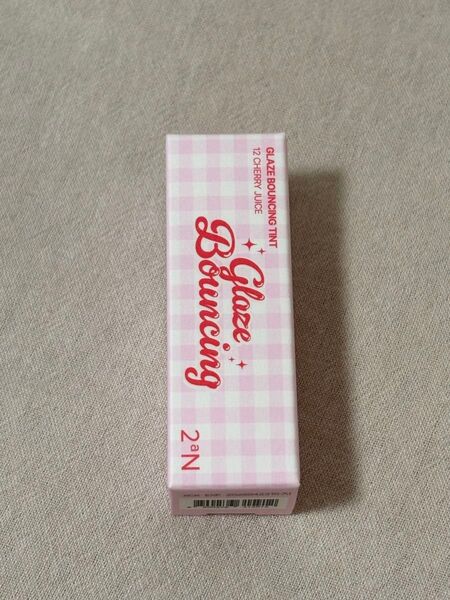 GLAZE BOUNCING TINT
12 CHERRY JUICE
Glaze
Bouncing
2aN